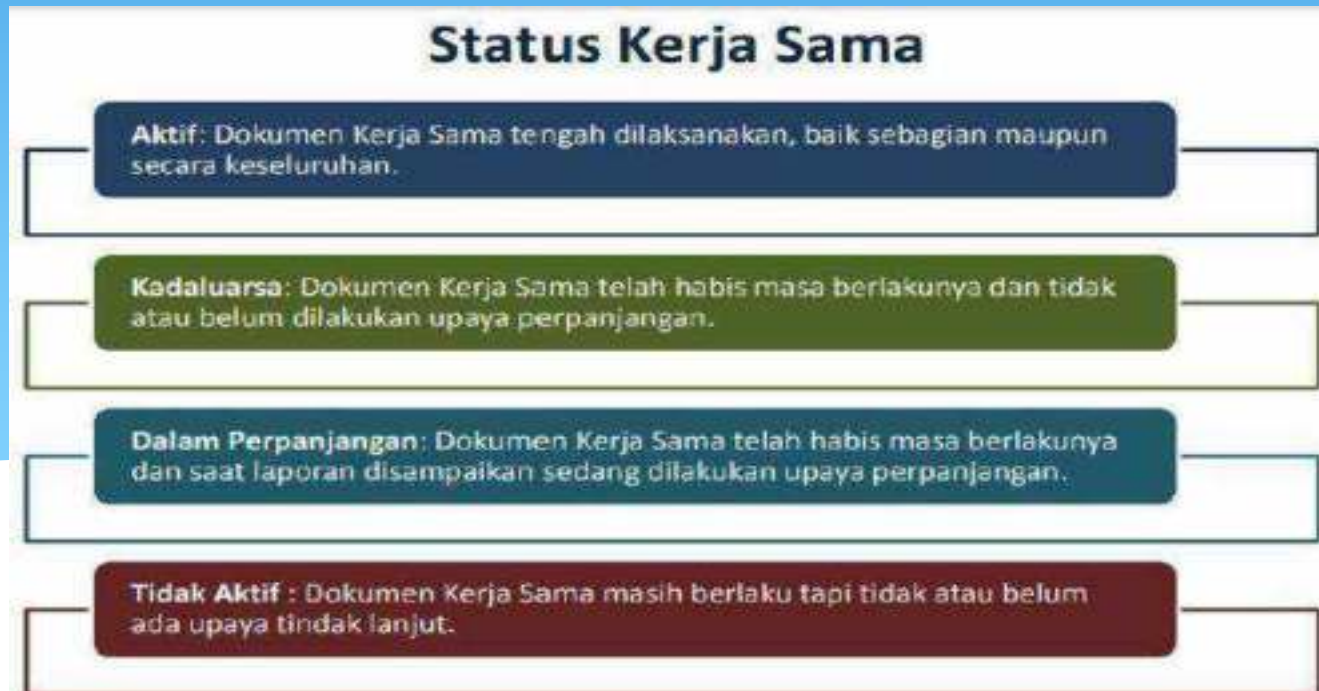 Status Kerja Sama
Aktif: Dokumen Kerja Sama tengah dilaksanakan, baik sebagian maupun
secara keseluruhan.
Kadaluarsa: Dokumen Kerja Sama telah habis masa berlakunya dan tidak
atau belum dilakukan upaya perpanjangan.
Dalam Perpanjangan: Dokumen Kerja Sama telah habis masa berlakunya
dan saat laporan disampaikan sedang dilakukan upaya perpanjangan.
Tidak Aktif : Dokumen Kerja Sama masih berlaku tapi tidak atau belum
ada upaya tindak lanjut.